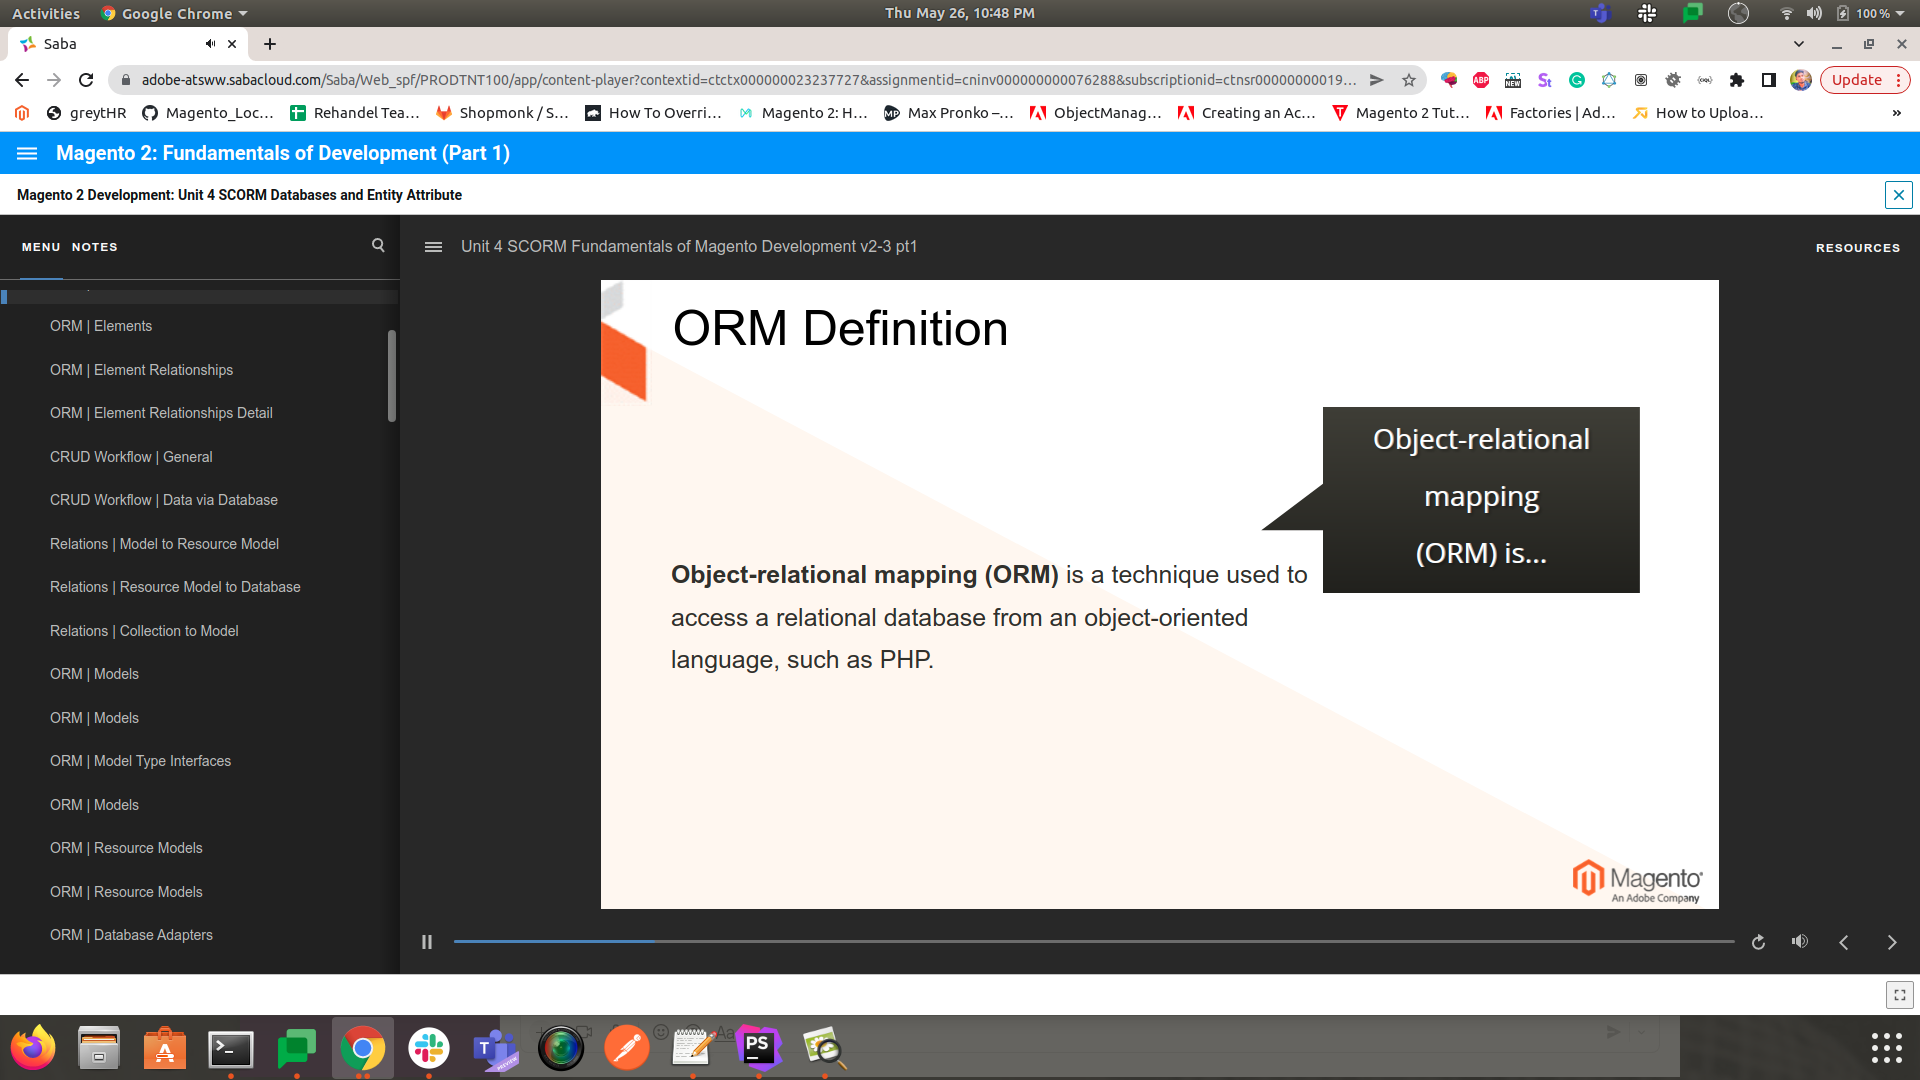 Activities
Google Chrome
Thu May 26, 10:48 PM
100 %
Saba
adobe-atsww.sabacloud.com/Saba/Web_spf/PRODTNT100/app/content-player?contextid=ctctx000000023237727&assignmentid=cninv000000000076288&subscriptionid=ctnsr00000000019...
Update
greytHR
Magento_Loc...
Rehandel Tea...
Shopmonk / S...
How To Overri...
Magento 2: H...
Max Pronko –...
ObjectManag...
Creating an Ac...
Magento 2 Tut...
Factories | Ad...
How to Uploa...
Magento 2: Fundamentals of Development (Part 1)
Magento 2 Development: Unit 4 SCORM Databases and Entity Attribute
MENU
NOTES
Unit 4 SCORM Fundamentals of Magento Development v2-3 pt1
RESOURCES
ORM | Elements
ORM | Element Relationships
ORM | Element Relationships Detail
CRUD Workflow | General
CRUD Workflow | Data via Database
Relations | Model to Resource Model
Relations | Resource Model to Database
Relations | Collection to Model
ORM | Models
ORM | Models
ORM | Model Type Interfaces
ORM | Models
ORM | Resource Models
ORM | Resource Models
ORM | Database Adapters
ORM Definition
Object-relational
mapping
(ORM) is...
Object-relational mapping (ORM) is a technique used to
access a relational database from an object-oriented
language, such as PHP.
Magento
An Adobe Company